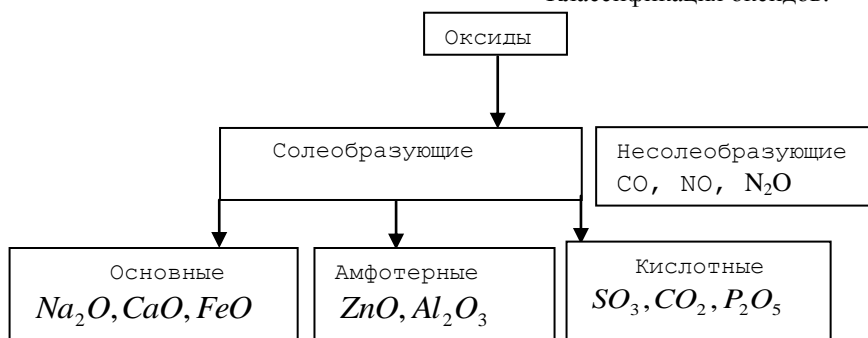 Оксиды
Солеобразующие
Несолеобразующие
CO, NO, N₂O
Основные
Na₂O, CaO, FeO
Амфотерные
ZnO, Al₂O₃
Кислотные
SO₃, CO₂, P₂O₅